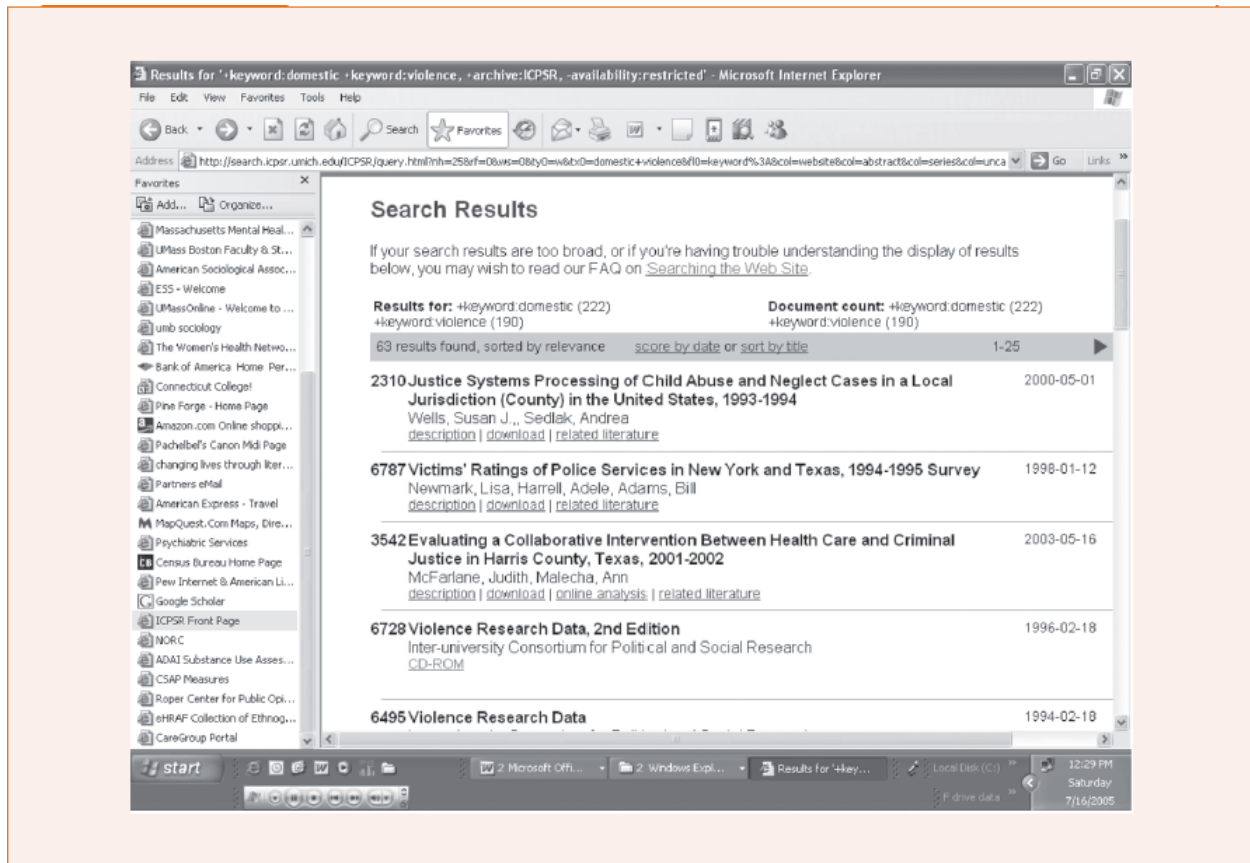 Results for '+keyword:domestic +keyword:violence, +archive:ICPSR, -availability:restricted' - Microsoft Internet Explorer
File Edit View Favorites Tools Help
Back Search Favorites
Address http://search.icpsr.umich.edu/ICPSR/query.html?nh=25&rf=0&ws=0&ty0=w&tx0=domestic+violence&fl0=keyword%3A&col=website&col=abstract&col=series&col=unca Go Links »
Favorites ×
Add... Organize...
Massachusetts Mental Heal...
UMass Boston Faculty & St...
American Sociological Assoc...
ESS - Welcome
UMassOnline - Welcome to ...
umb sociology
The Women's Health Netwo...
Bank of America Home Per...
Connecticut College!
Pine Forge - Home Page
Amazon.com Online shoppi...
Pachelbel's Canon Midi Page
changing lives through liter...
Partners eMail
American Express - Travel
MapQuest.Com Maps, Dire...
Psychiatric Services
Census Bureau Home Page
Pew Internet & American Li...
Google Scholar
ICPSR Front Page
NORC
ADAI Substance Use Asses...
CSAP Measures
Roper Center for Public Opi...
eHRAF Collection of Ethnog...
CareGroup Portal
Search Results
If your search results are too broad, or if you're having trouble understanding the display of results
below, you may wish to read our FAQ on Searching the Web Site.
Results for: +keyword:domestic (222)
+keyword:violence (190)
Document count: +keyword:domestic (222)
+keyword:violence (190)
63 results found, sorted by relevance score by date or sort by title 1-25
2310 Justice Systems Processing of Child Abuse and Neglect Cases in a Local 2000-05-01
Jurisdiction (County) in the United States, 1993-1994
Wells, Susan J.,, Sedlak, Andrea
description | download | related literature
6787 Victims' Ratings of Police Services in New York and Texas, 1994-1995 Survey 1998-01-12
Newmark, Lisa, Harrell, Adele, Adams, Bill
description | download | related literature
3542 Evaluating a Collaborative Intervention Between Health Care and Criminal 2003-05-16
Justice in Harris County, Texas, 2001-2002
McFarlane, Judith, Malecha, Ann
description | download | online analysis | related literature
6728 Violence Research Data, 2nd Edition 1996-02-18
Inter-university Consortium for Political and Social Research
CD-ROM
6495 Violence Research Data 1994-02-18
start 2 Microsoft Offi... 2 Windows Expl... Results for '+key... Local Disk (C:) » 12:29 PM
Saturday
F drive data » 7/16/2005